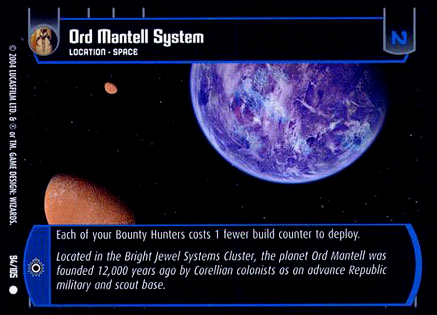 Ord Mantell System
LOCATION • SPACE
N
Each of your Bounty Hunters costs 1 fewer build counter to deploy.
Located in the Bright Jewel Systems Cluster, the planet Ord Mantell was
founded 12,000 years ago by Corellian colonists as an advance Republic
military and scout base.
© 2004 LUCASFILM LTD. & ® OR TM. GAME DESIGN: WIZARDS.
94/105